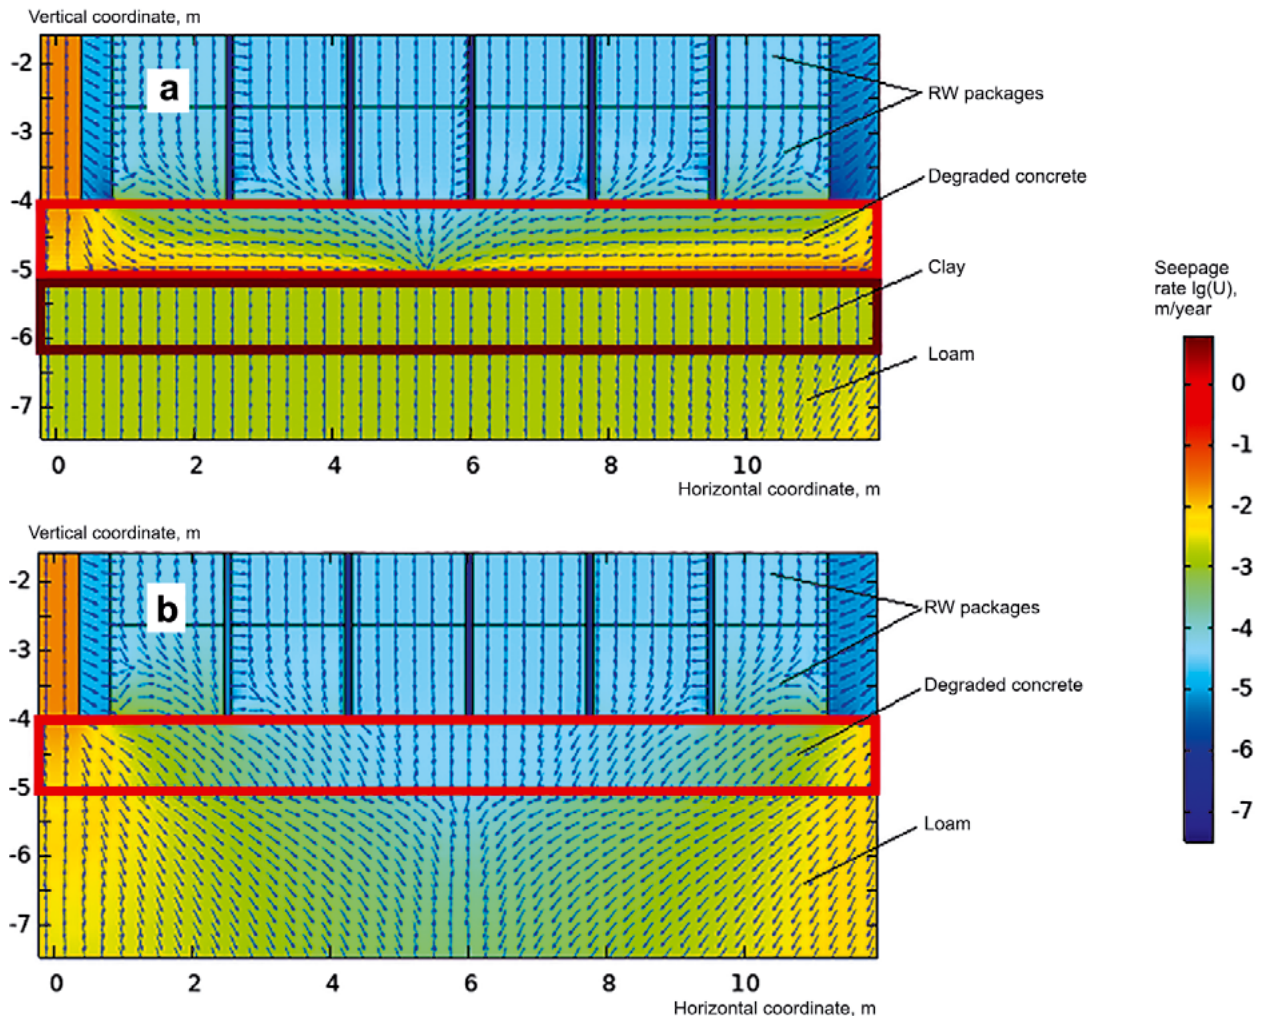 Vertical coordinate, m
-2
a
RW packages
-3
Degraded concrete
-4
Clay
-5
Seepage
rate lg(U),
m/year
-6
Loam
-7
0 2 4 6 8 10
Horizontal coordinate, m
0
-1
-2
-3
-4
-5
-6
-7
Vertical coordinate, m
-2
b
RW packages
-3
Degraded concrete
-4
-5
Loam
-6
-7
0 2 4 6 8 10
Horizontal coordinate, m